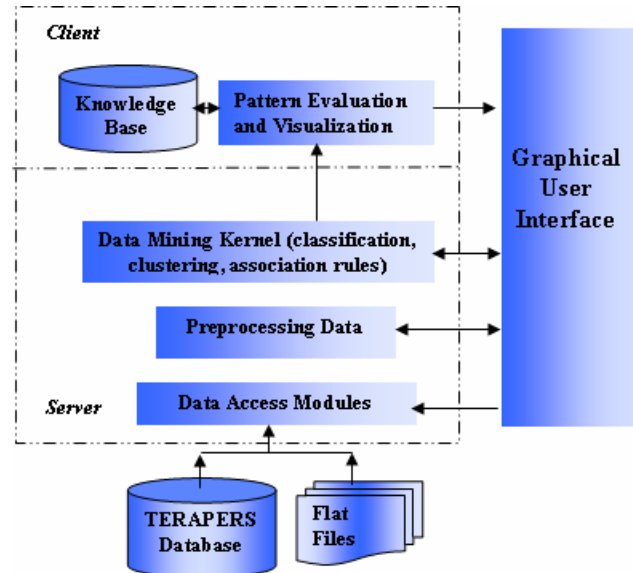 Client
Knowledge
Base
Pattern Evaluation
and Visualization
Graphical
User
Interface
Data Mining Kernel (classification,
clustering, association rules)
Preprocessing Data
Server
Data Access Modules
TERAPERS
Database
Flat
Files